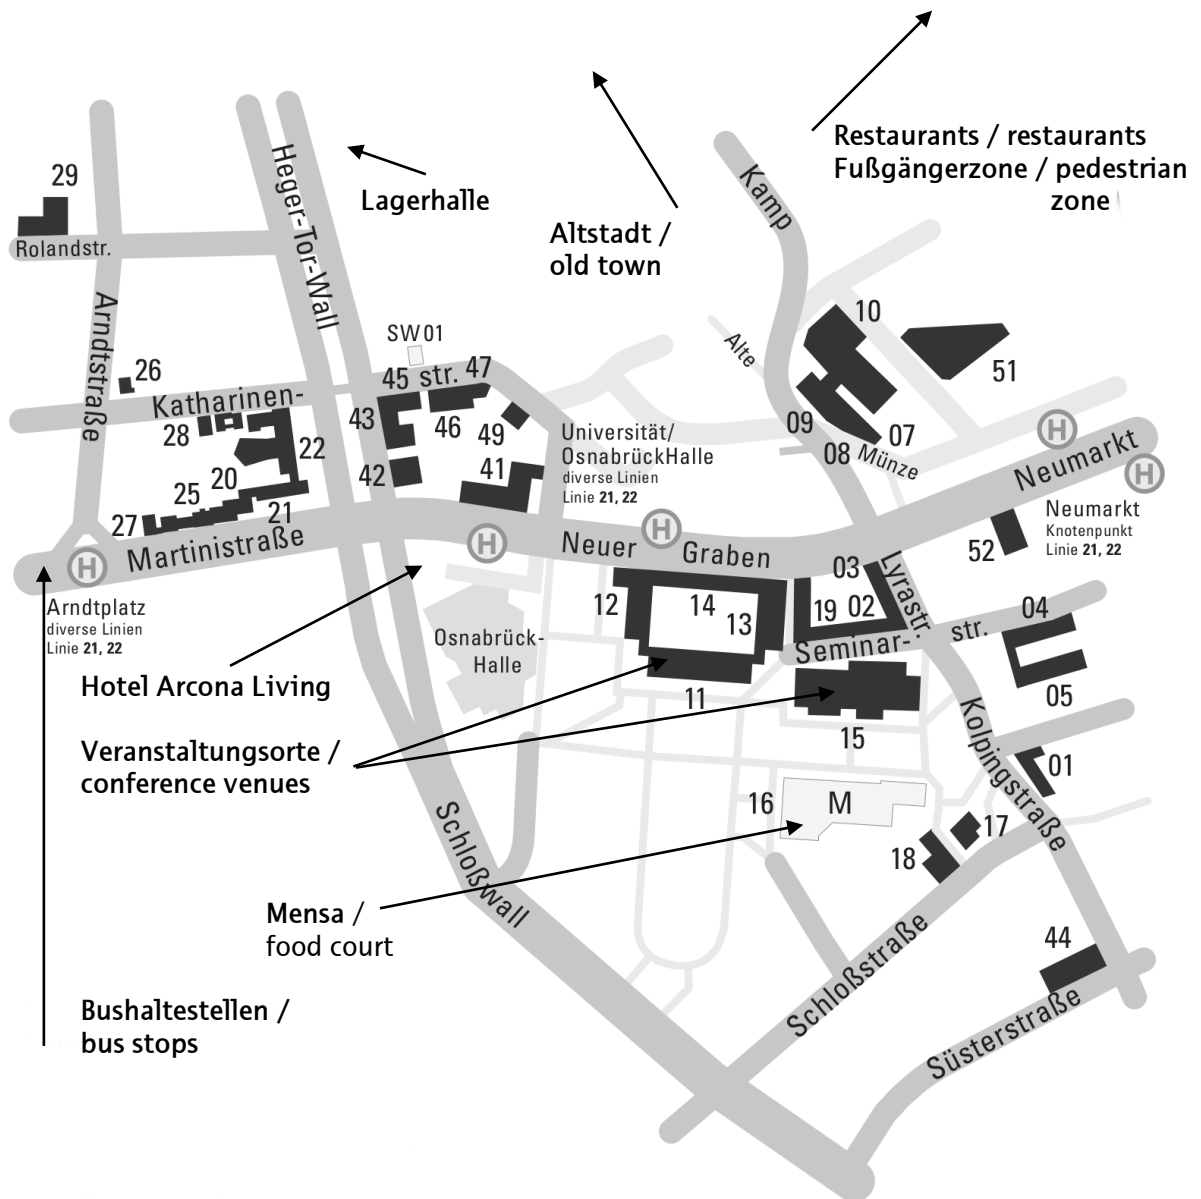 Restaurants / restaurants
Fußgängerzone / pedestrian
zone
29
Lagerhalle
Kamp
Heger-Tor-Wall
Altstadt /
old town
Rolandstr.
Arndtstraße
10
SW01
Alte
51
26
45 str. 47
Katharinen-
43
28
46
49
09
07
08
Münze
H
Neumarkt
H
Universität/
OsnabrückHalle
diverse Linien
Linie 21, 22
22
42
41
20
25
21
27
Neumarkt
Knotenpunkt
Linie 21, 22
52
Martinistraße
H
H
Neuer Graben
H
03
Lyrastr.
Arndtplatz
diverse Linien
Linie 21, 22
12
14
13
19
02
04
Seminar- str.
Osnabrück-
Halle
Hotel Arcona Living
11
05
15
Kolpingstraße
Veranstaltungsorte /
conference venues
01
16
M
17
18
Schloßwall
Mensa /
food court
44
Schloßstraße
Bushaltestellen /
bus stops
Süsterstraße